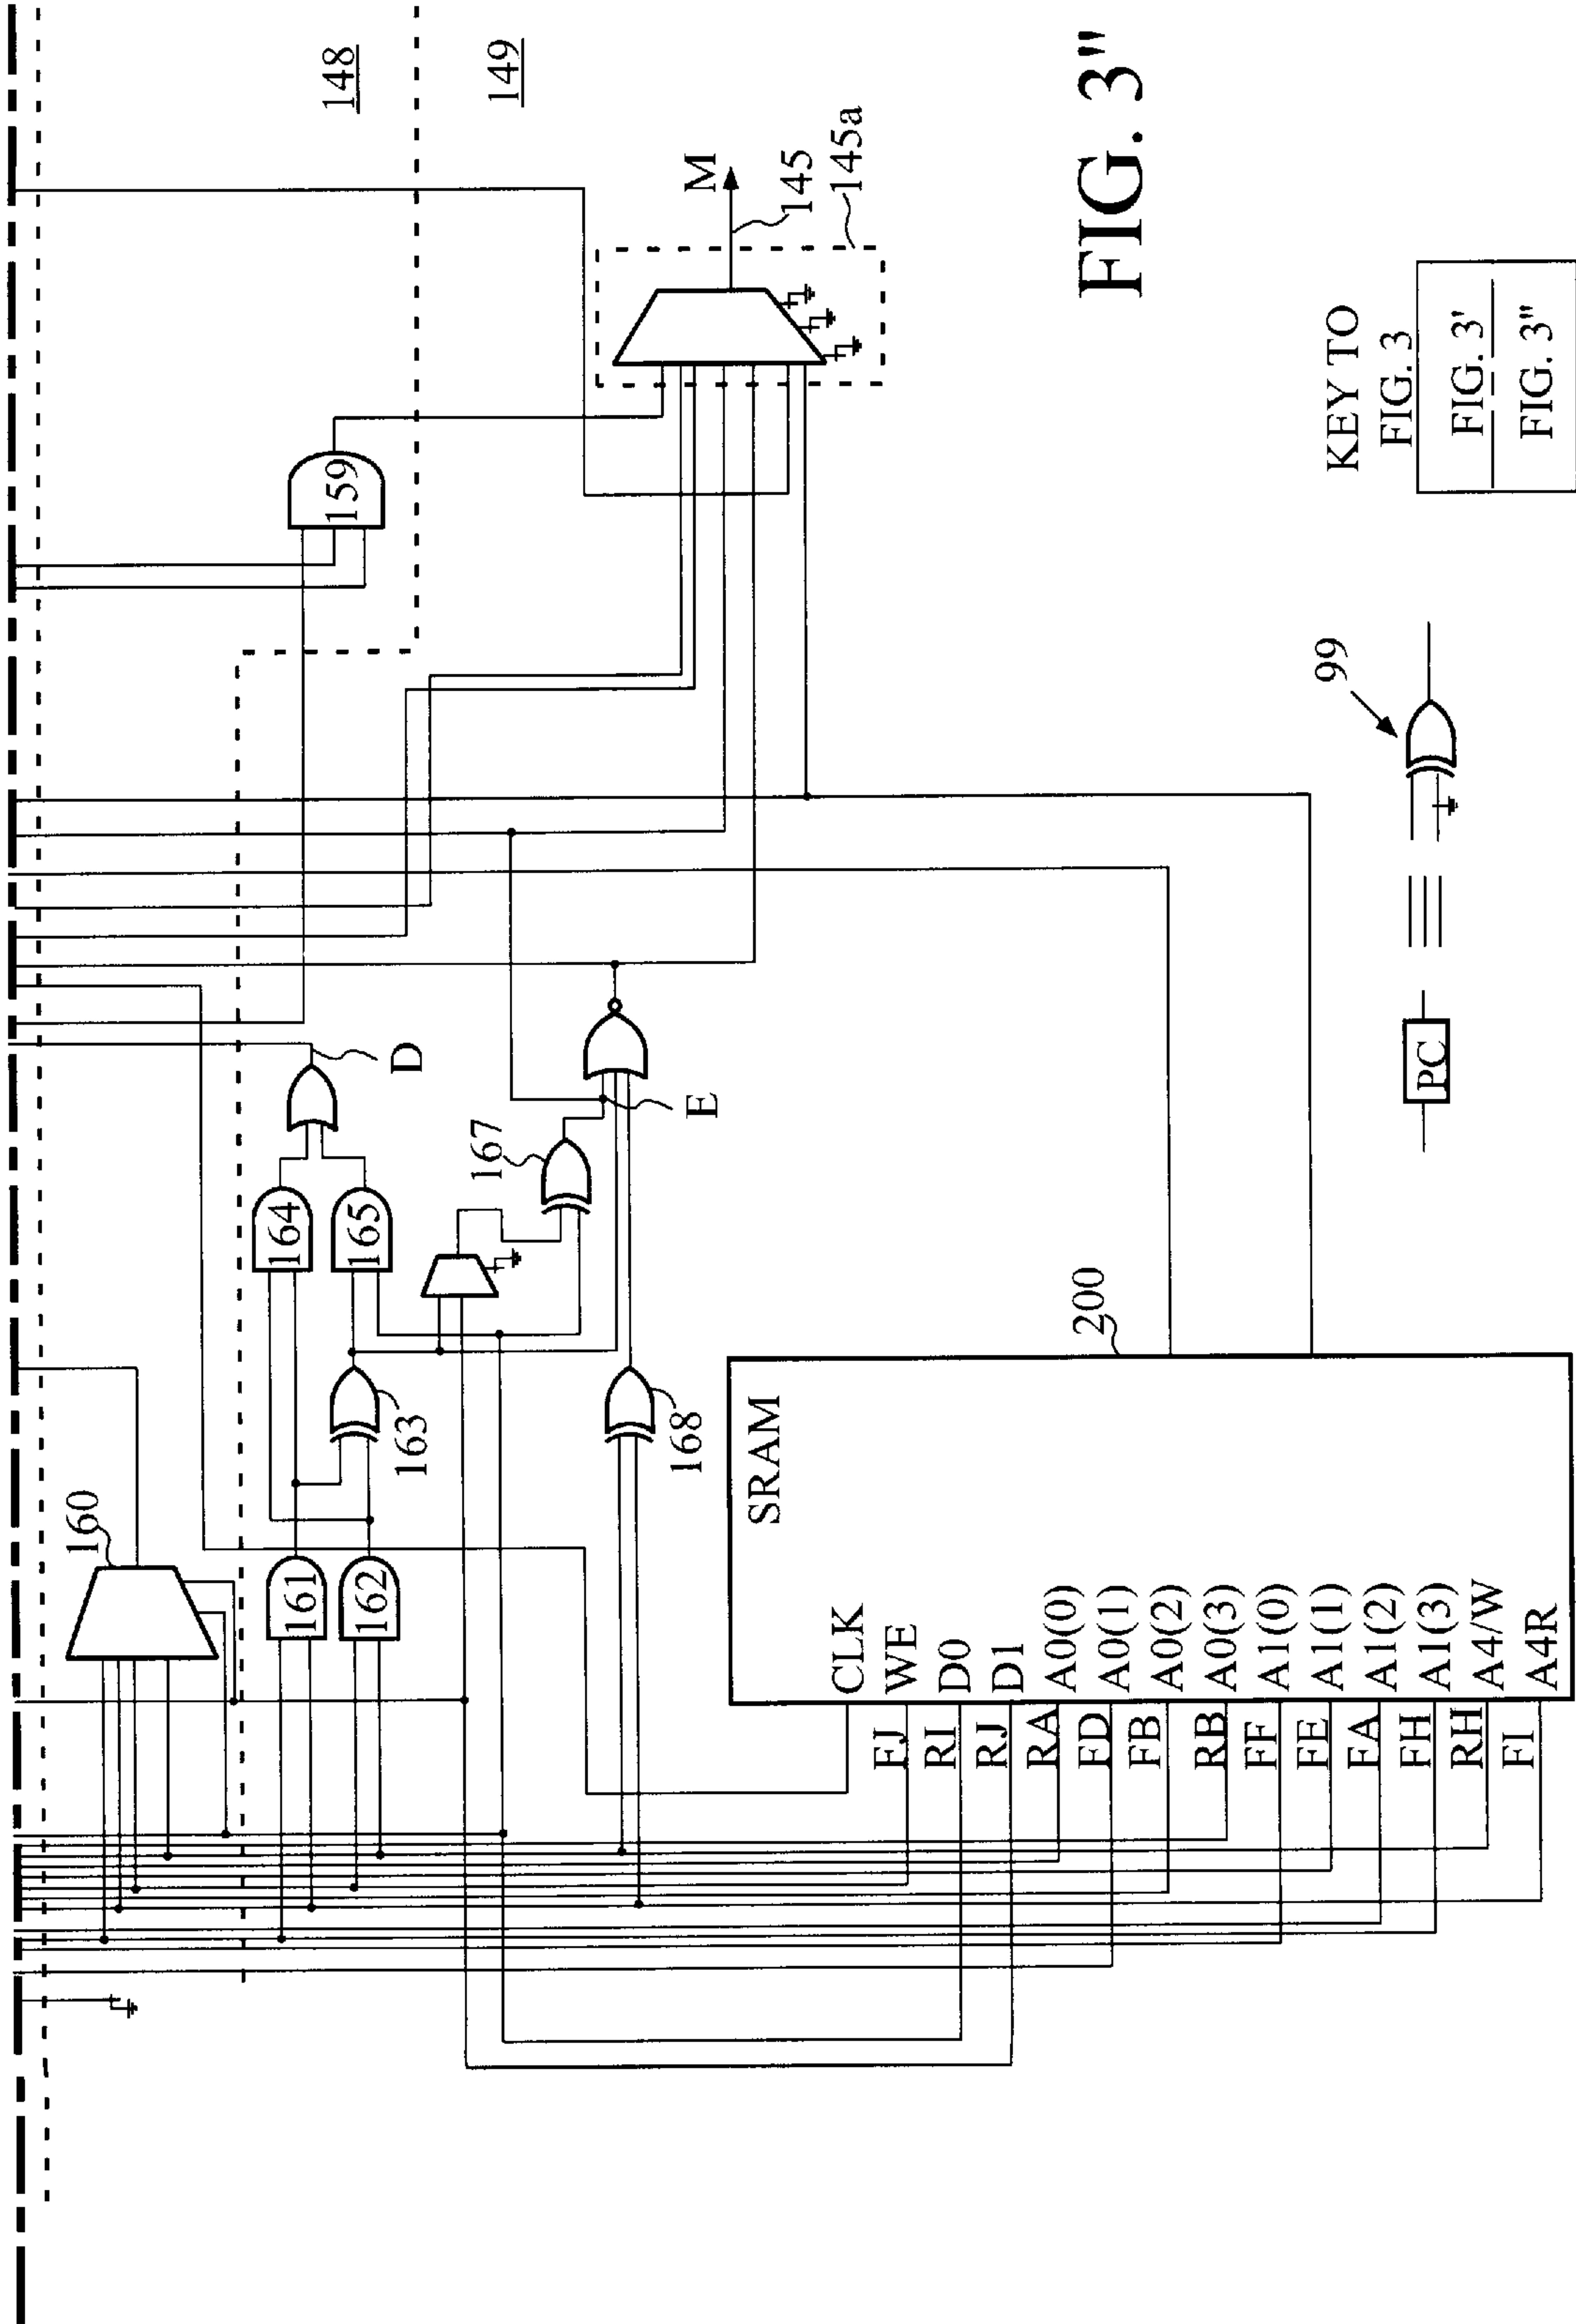 148
149
160
159
161
162
163
164
165
D
167
E
168
M
145
145a
SRAM
200
CLK
WE
D0
D1
A0(0)
A0(1)
A0(2)
A0(3)
A1(0)
A1(1)
A1(2)
A1(3)
A4/W
A4R
FJ
RI
RJ
RA
FD
FB
RB
FF
FE
FA
FH
RH
FI
FIG. 3"
PC
99
KEY TO
FIG. 3
FIG. 3'
FIG. 3"